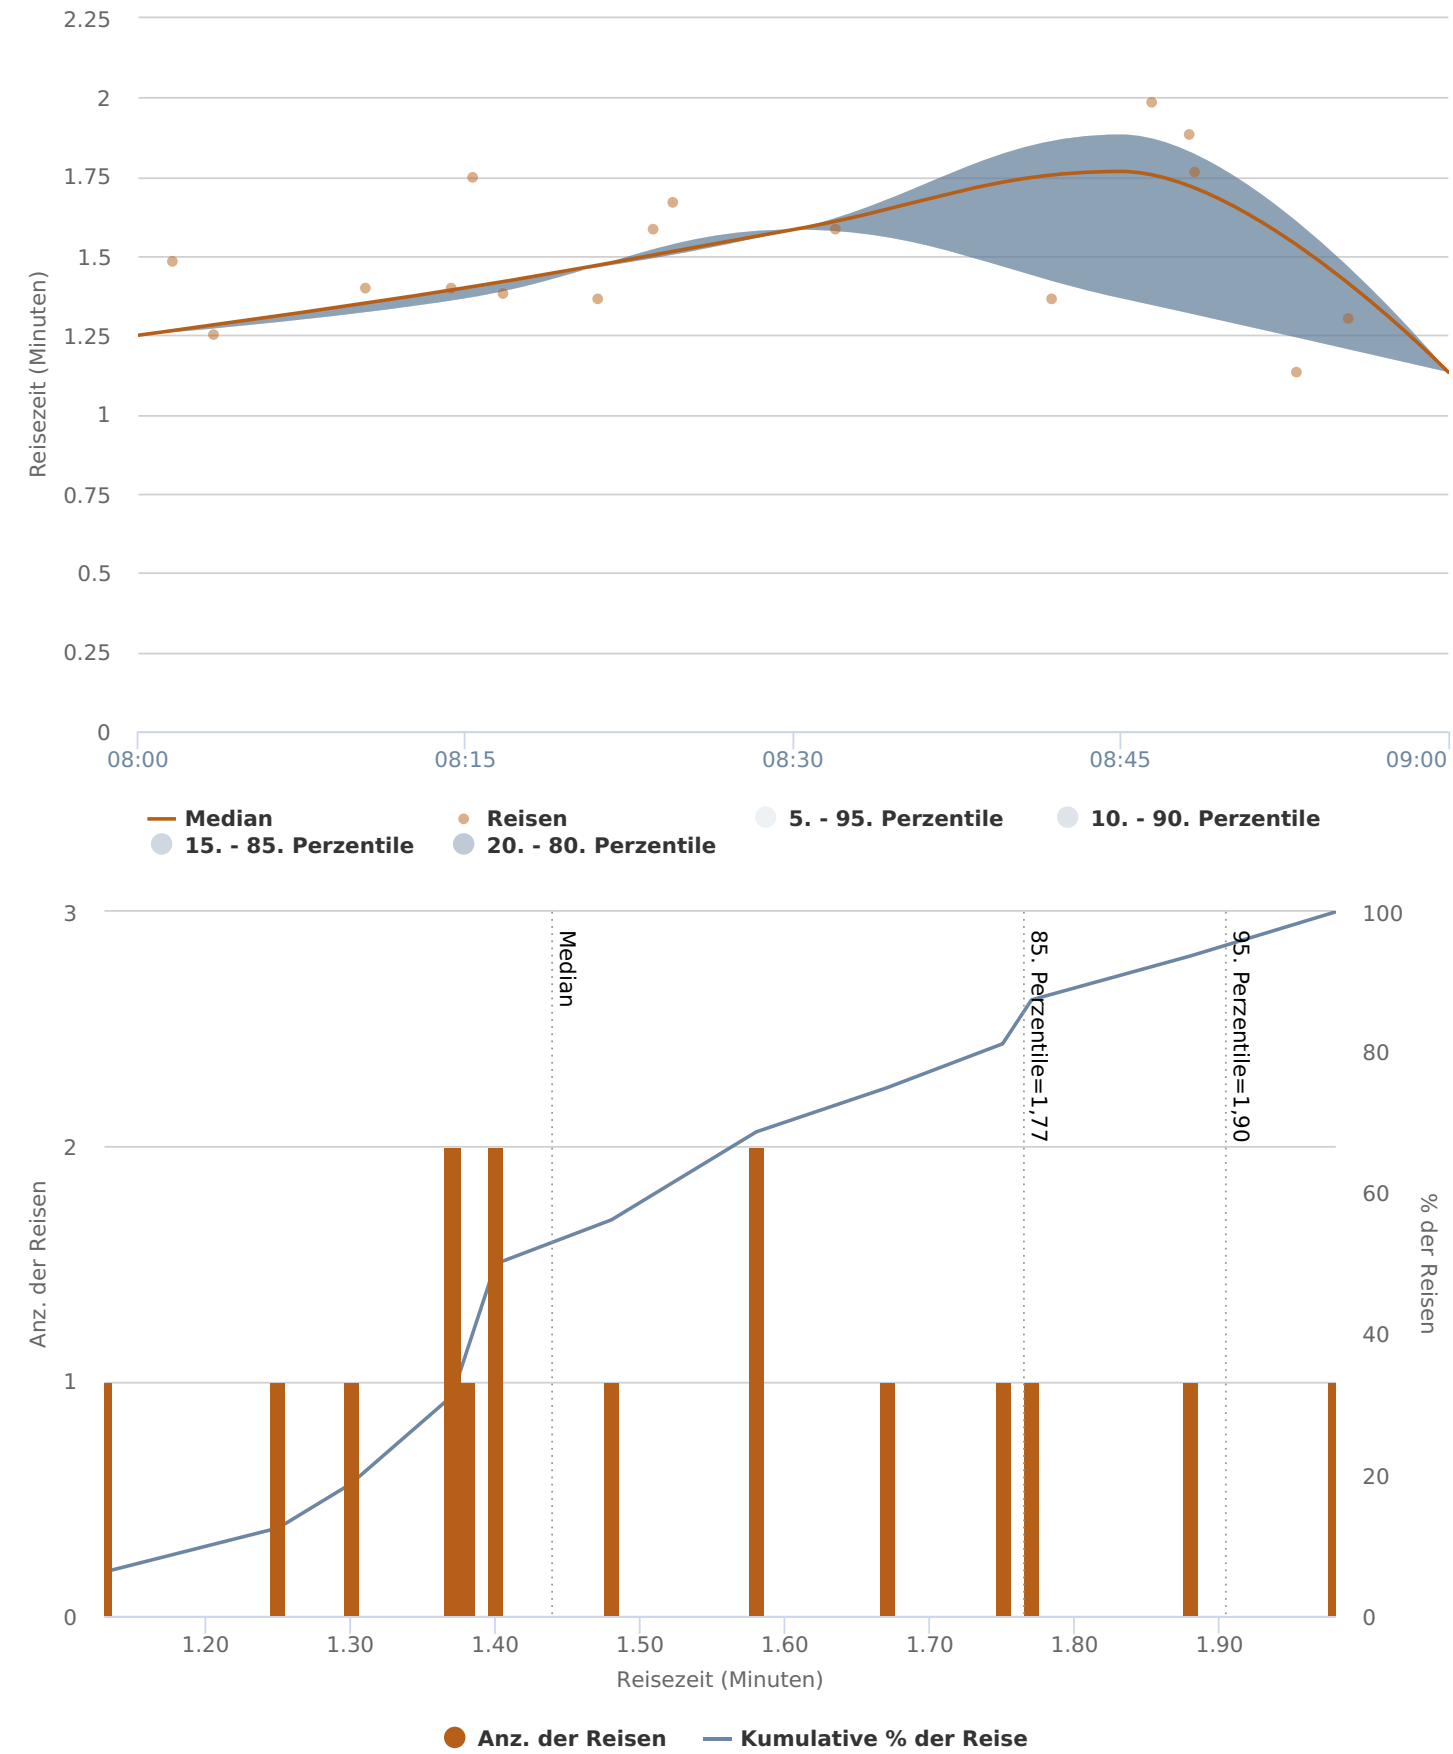 2.25
2
1.75
1.5
1.25
1
0.75
0.5
0.25
0
Reisezeit (Minuten)
08:00 08:15 08:30 08:45 09:00
Median Reisen 5. - 95. Perzentile 10. - 90. Perzentile
15. - 85. Perzentile 20. - 80. Perzentile
3
2
1
0
Anz. der Reisen
Median
85. Perzentile=1,77
95. Perzentile=1,90
100
80
60
40
20
0
% der Reisen
1.20 1.30 1.40 1.50 1.60 1.70 1.80 1.90
Reisezeit (Minuten)
Anz. der Reisen Kumulative % der Reise